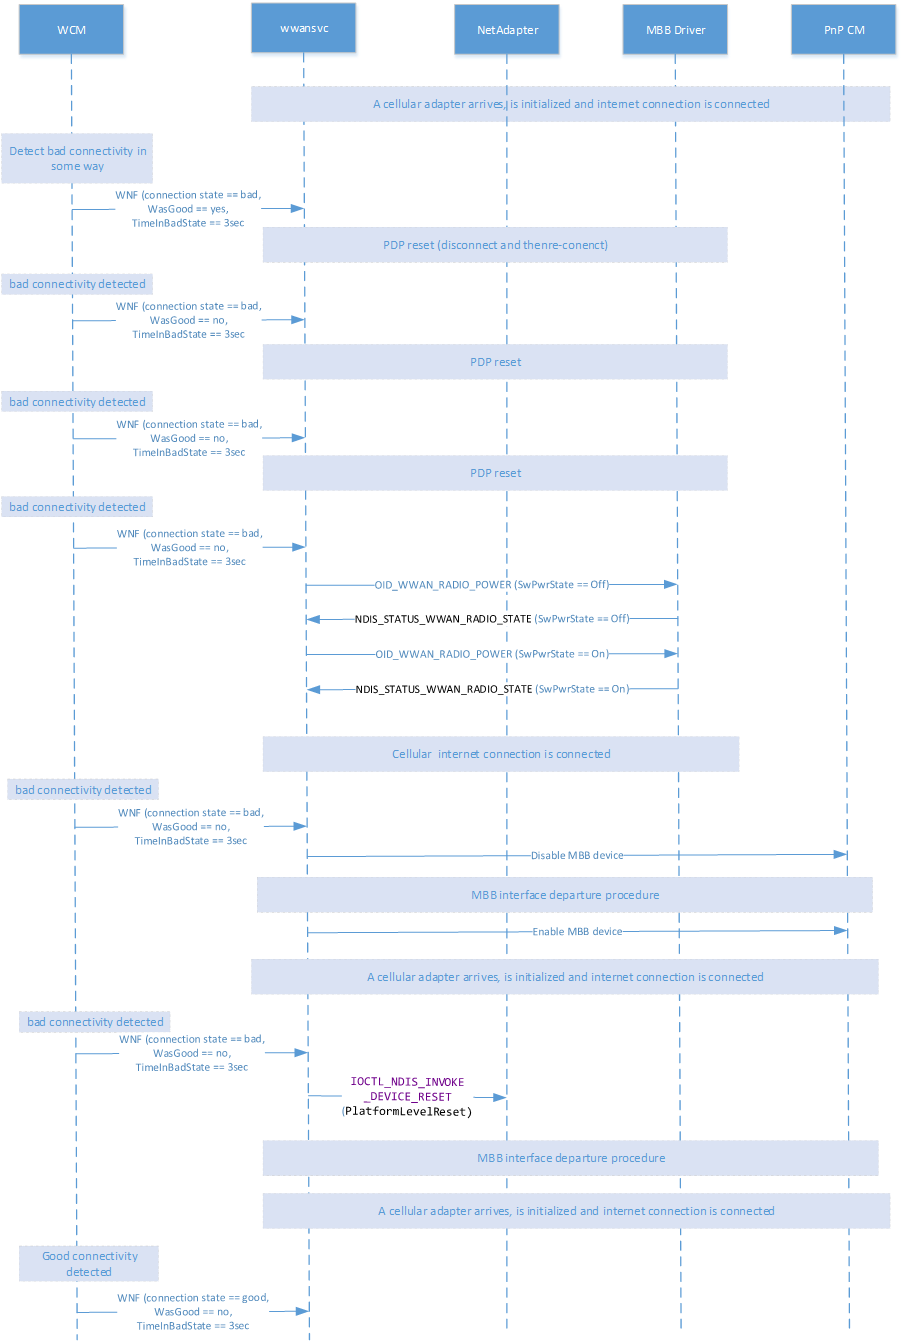 WCM
wwansvc
NetAdapter
MBB Driver
PnP CM
A cellular adapter arrives, is initialized and internet connection is connected
Detect bad connectivity in
some way
WNF (connection state == bad,
WasGood == yes,
TimeInBadState == 3sec
PDP reset (disconnect and thenre-conenct)
bad connectivity detected
WNF (connection state == bad,
WasGood == no,
TimeInBadState == 3sec
PDP reset
bad connectivity detected
WNF (connection state == bad,
WasGood == no,
TimeInBadState == 3sec
PDP reset
bad connectivity detected
WNF (connection state == bad,
WasGood == no,
TimeInBadState == 3sec
OID_WWAN_RADIO_POWER (SwPwrState == Off)
NDIS_STATUS_WWAN_RADIO_STATE (SwPwrState == Off)
OID_WWAN_RADIO_POWER (SwPwrState == On)
NDIS_STATUS_WWAN_RADIO_STATE (SwPwrState == On)
Cellular internet connection is connected
bad connectivity detected
WNF (connection state == bad,
WasGood == no,
TimeInBadState == 3sec
Disable MBB device
MBB interface departure procedure
Enable MBB device
A cellular adapter arrives, is initialized and internet connection is connected
bad connectivity detected
WNF (connection state == bad,
WasGood == no,
TimeInBadState == 3sec
IOCTL_NDIS_INVOKE
_DEVICE_RESET
(PlatformLevelReset)
MBB interface departure procedure
A cellular adapter arrives, is initialized and internet connection is connected
Good connectivity
detected
WNF (connection state == good,
WasGood == no,
TimeInBadState == 3sec